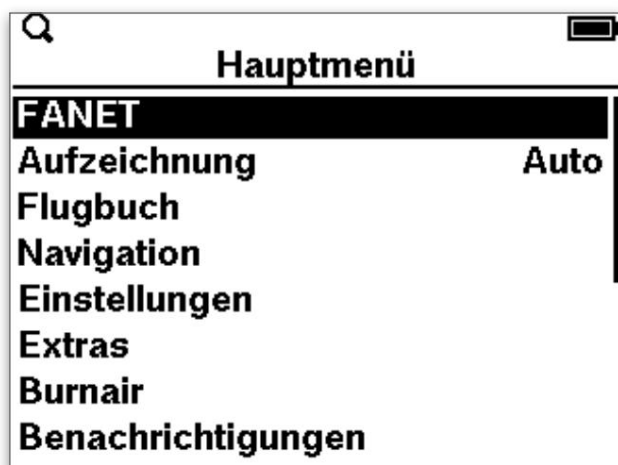 Hauptmenü
FANET
Aufzeichnung Auto
Flugbuch
Navigation
Einstellungen
Extras
Burnair
Benachrichtigungen